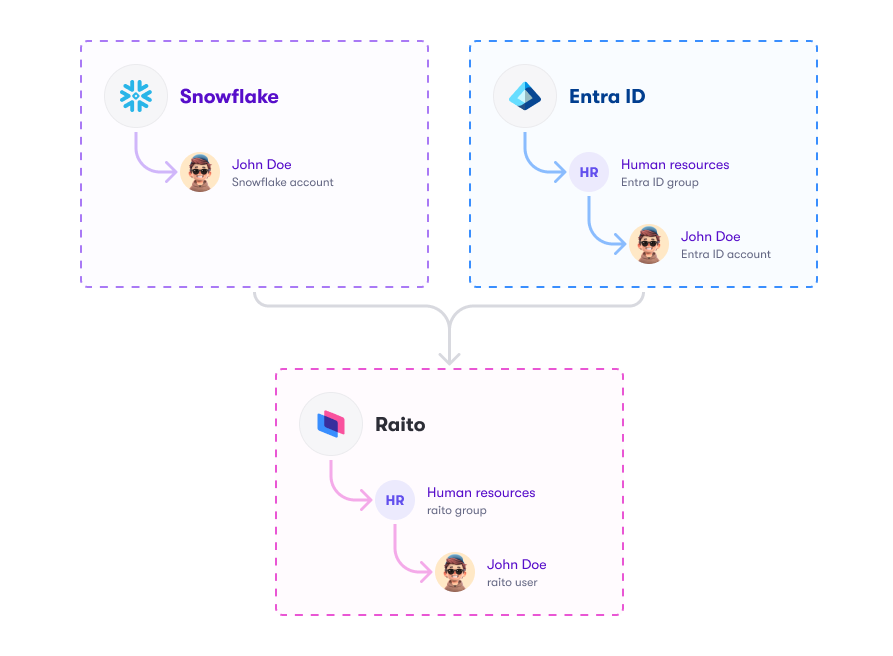 Snowflake
John Doe
Snowflake account
Entra ID
HR
Human resources
Entra ID group
John Doe
Entra ID account
Raito
HR
Human resources
raito group
John Doe
raito user